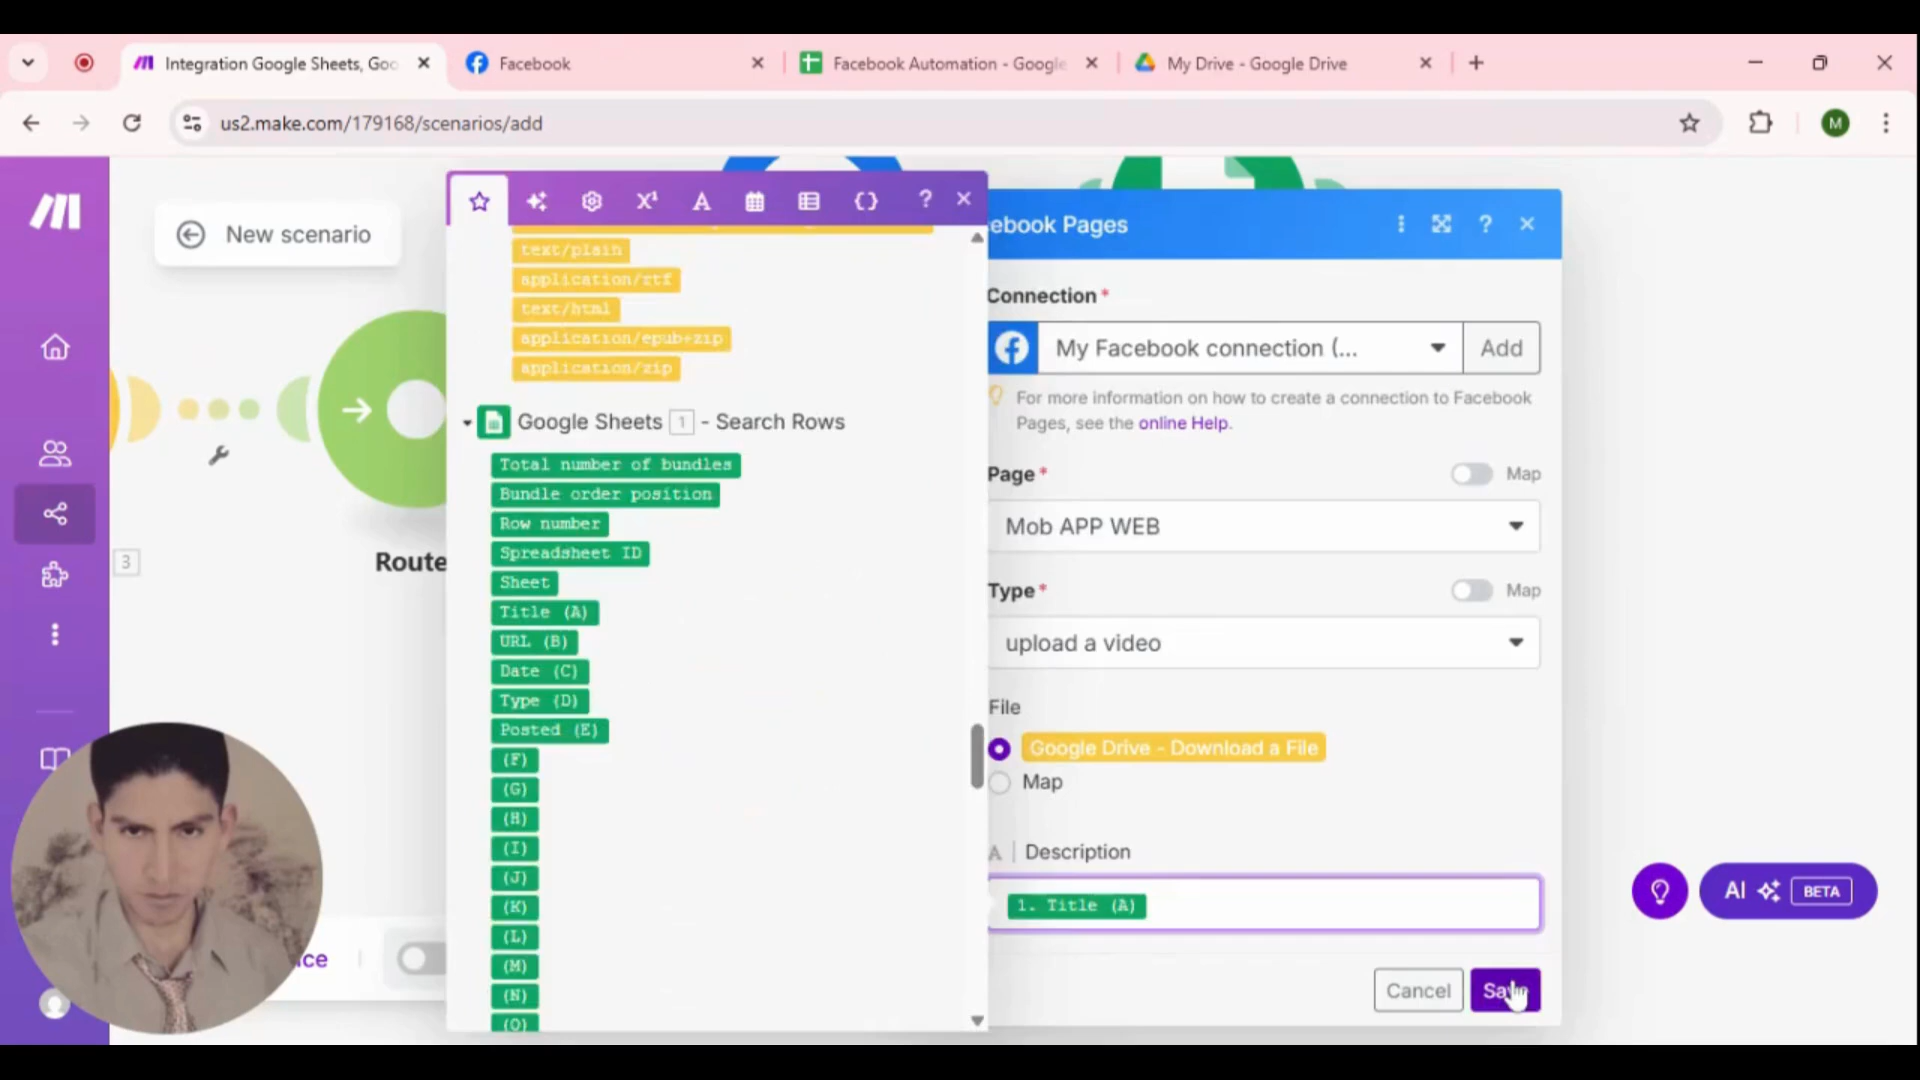 Integration Google Sheets, Goo
Facebook
Facebook Automation - Google
My Drive - Google Drive
us2.make.com/179168/scenarios/add
M
New scenario
3
Route
ce
X¹
A
?
text/plain
application/rtf
text/html
application/epub+zip
application/zip
Google Sheets 1 - Search Rows
Total number of bundles
Bundle order position
Row number
Spreadsheet ID
Sheet
Title (A)
URL (B)
Date (C)
Type (D)
Posted (E)
(F)
(G)
(H)
(I)
(J)
(K)
(L)
(M)
(N)
(O)
ebook Pages
?
Connection *
My Facebook connection (...
Add
For more information on how to create a connection to Facebook
Pages, see the online Help.
Page *
Map
Mob APP WEB
Type *
Map
upload a video
File
Google Drive - Download a File
Map
A Description
1. Title (A)
Cancel
Save
AI BETA